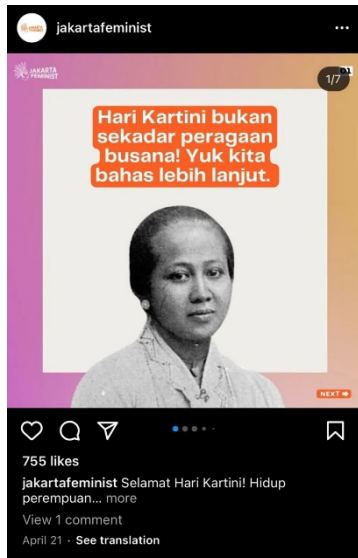 jakartafeminist
JAKARTA
FEMINIST
1/7
Hari Kartini bukan
sekadar peragaan
busana! Yuk kita
bahas lebih lanjut.
NEXT
755 likes
jakartafeminist Selamat Hari Kartini! Hidup
perempuan... more
View 1 comment
April 21 · See translation